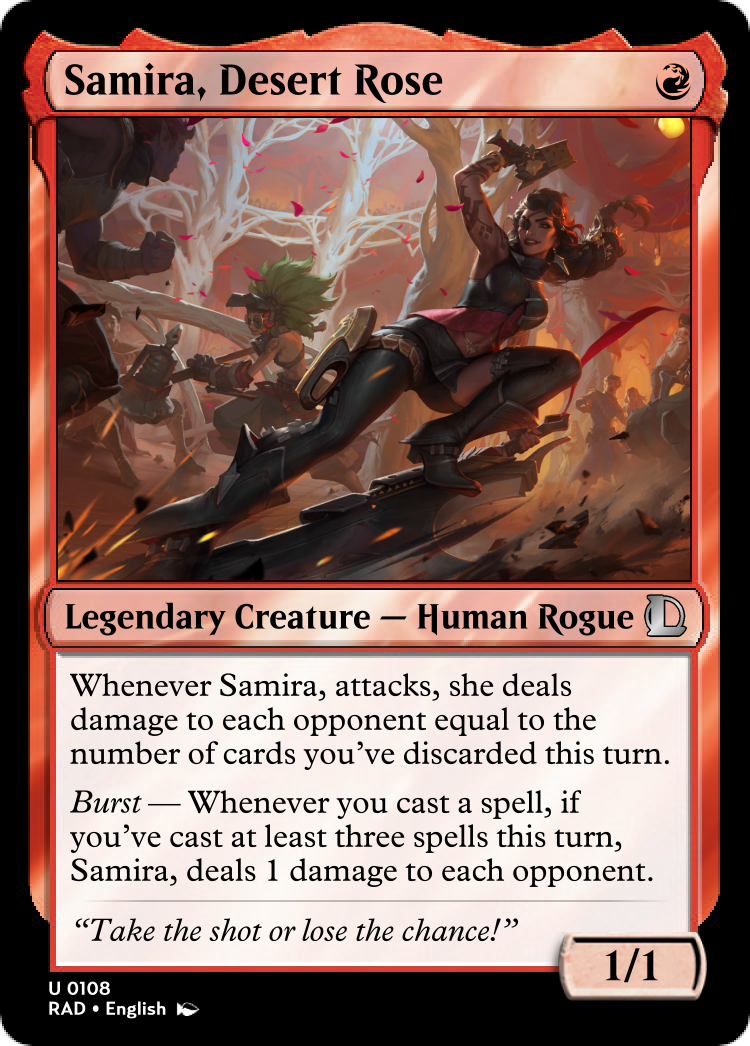 Samira, Desert Rose
Legendary Creature — Human Rogue
Whenever Samira, attacks, she deals
damage to each opponent equal to the
number of cards you've discarded this turn.
Burst — Whenever you cast a spell, if
you've cast at least three spells this turn,
Samira, deals 1 damage to each opponent.
“Take the shot or lose the chance!”
1/1
U 0108
RAD • English